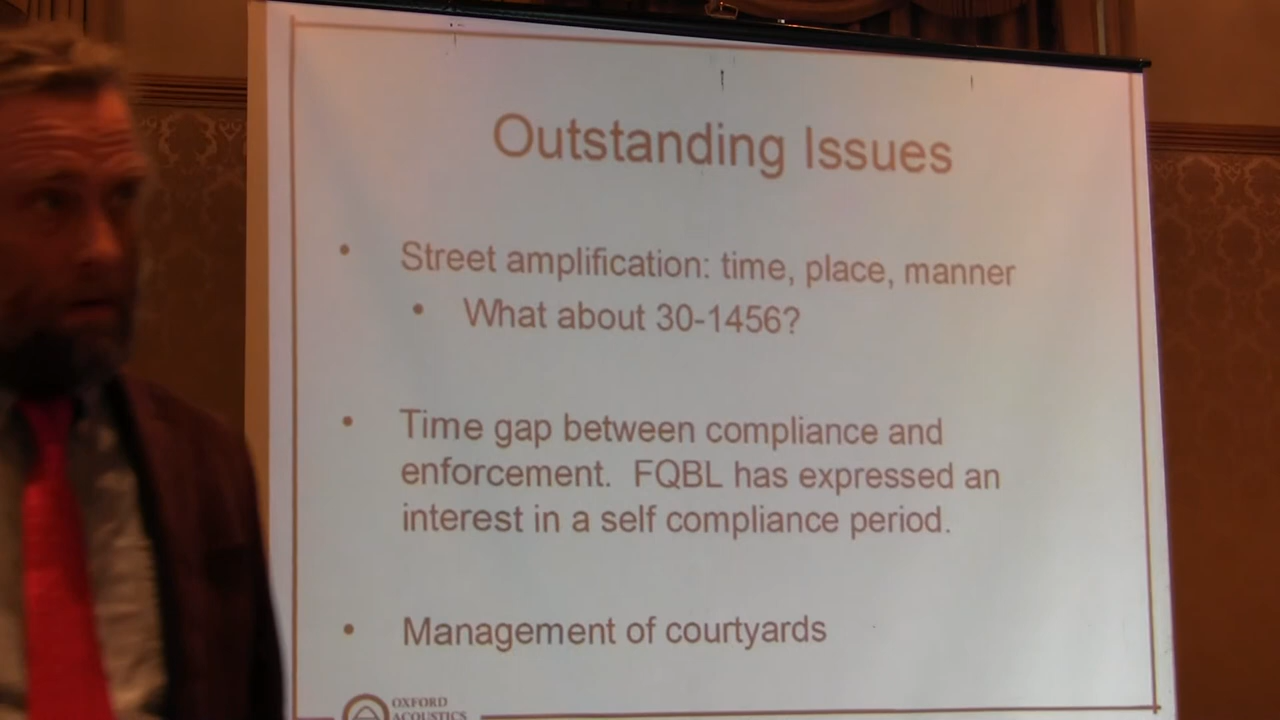 Outstanding Issues
• Street amplification: time, place, manner
• What about 30-1456?
• Time gap between compliance and
enforcement. FQBL has expressed an
interest in a self compliance period.
• Management of courtyards
OXFORD
ACOUSTICS